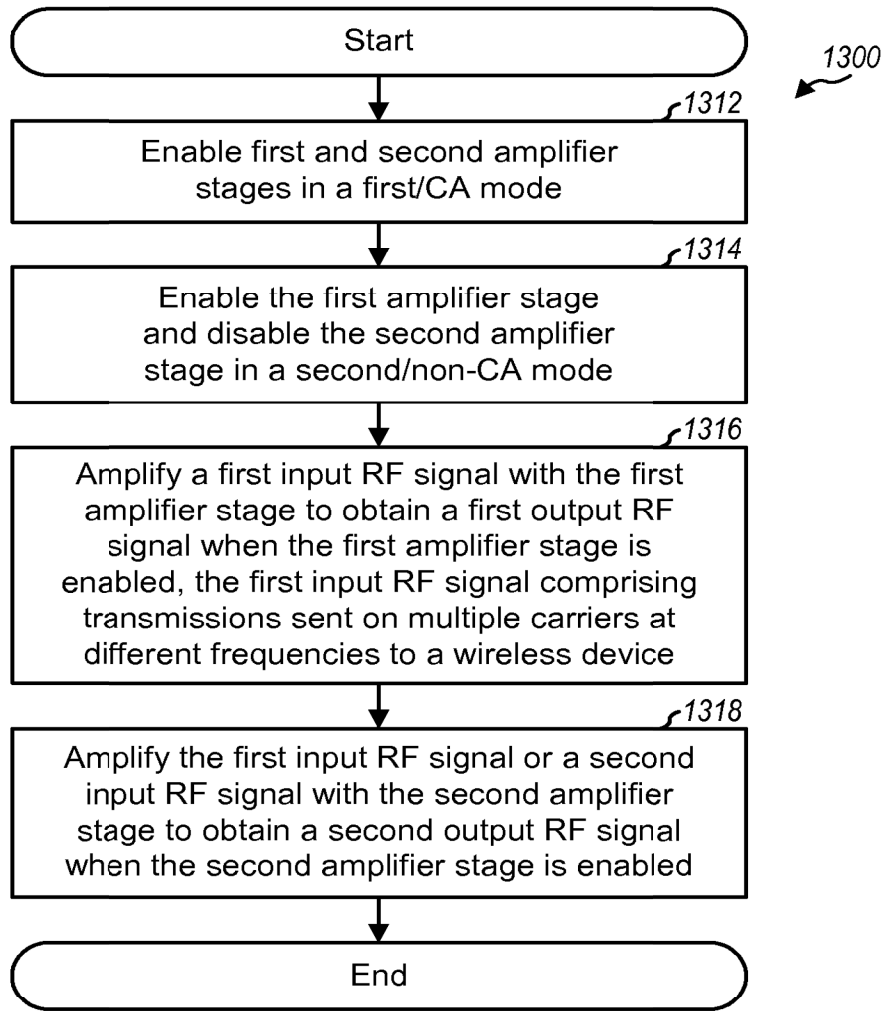 Start
1300
1312
Enable first and second amplifier
stages in a first/CA mode
1314
Enable the first amplifier stage
and disable the second amplifier
stage in a second/non-CA mode
1316
Amplify a first input RF signal with the first
amplifier stage to obtain a first output RF
signal when the first amplifier stage is
enabled, the first input RF signal comprising
transmissions sent on multiple carriers at
different frequencies to a wireless device
1318
Amplify the first input RF signal or a second
input RF signal with the second amplifier
stage to obtain a second output RF signal
when the second amplifier stage is enabled
End